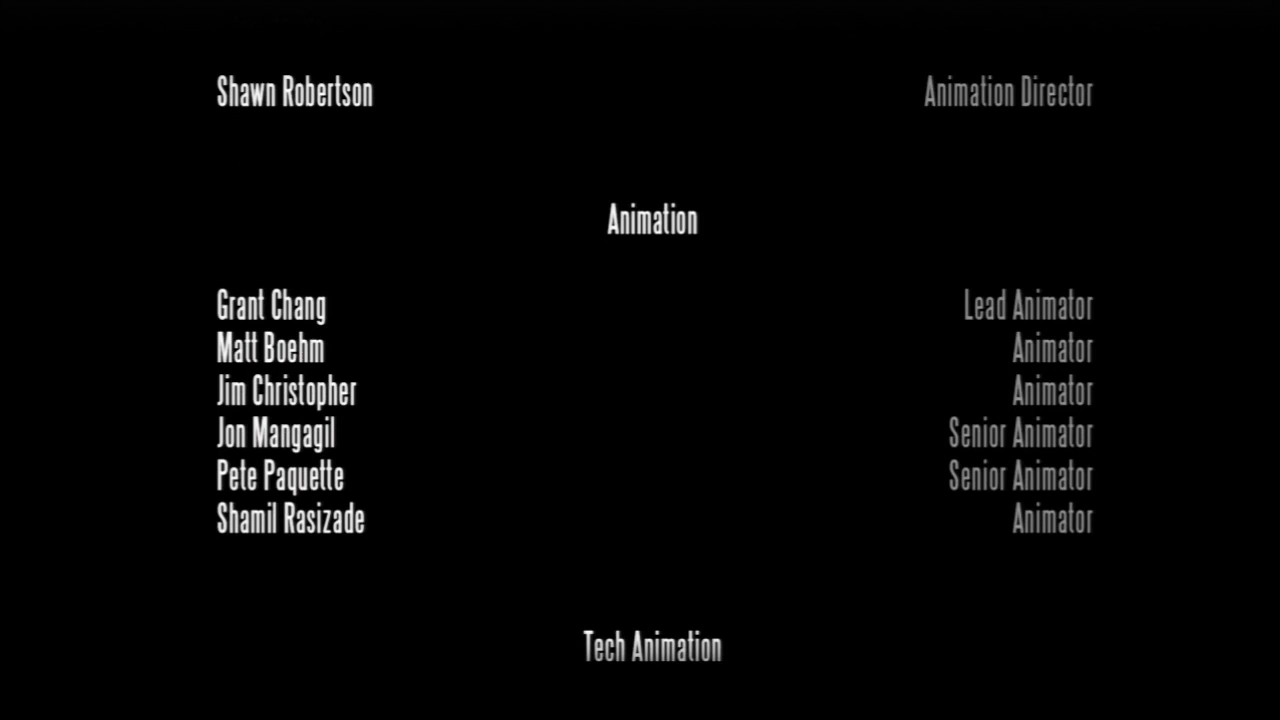 Shawn Robertson Animation Director
Animation
Grant Chang Lead Animator
Matt Boehm Animator
Jim Christopher Animator
Jon Mangagil Senior Animator
Pete Paquette Senior Animator
Shamil Rasizade Animator
Tech Animation